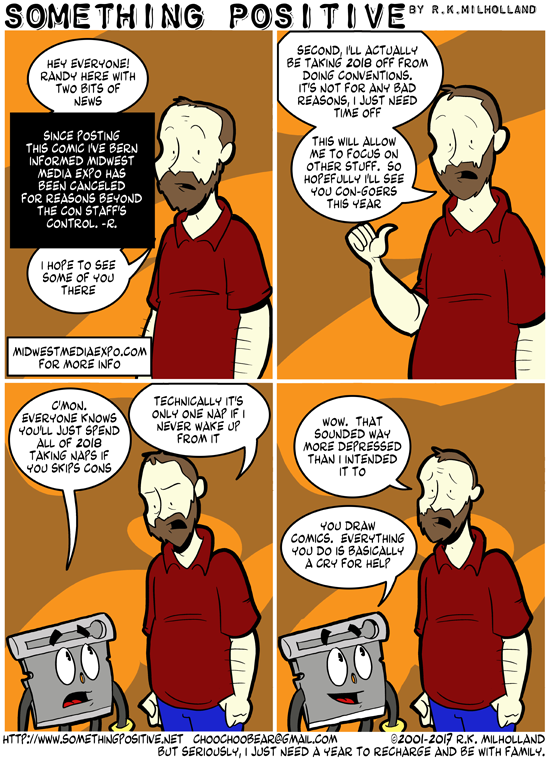 SOMETHING POSITIVE BY R.K.MILHOLLAND
HEY EVERYONE!
RANDY HERE WITH
TWO BITS OF
NEWS
SINCE POSTING
THIS COMIC I'VE BERN
INFORMED MIDWEST
MEDIA EXPO HAS
BEEN CANCELED
FOR REASONS BEYOND
THE CON STAFF'S
CONTROL. -R.
I HOPE TO SEE
SOME OF YOU
THERE
MIDWESTMEDIAEXPO.COM
FOR MORE INFO
SECOND, I'LL ACTUALLY
BE TAKING 2018 OFF FROM
DOING CONVENTIONS.
IT'S NOT FOR ANY BAD
REASONS, I JUST NEED
TIME OFF
THIS WILL ALLOW
ME TO FOCUS ON
OTHER STUFF. SO
HOPEFULLY I'LL SEE
YOU CON-GOERS
THIS YEAR
C'MON.
EVERYONE KNOWS
YOU'LL JUST SPEND
ALL OF 2018
TAKING NAPS IF
YOU SKIPS CONS
TECHNICALLY IT'S
ONLY ONE NAP IF I
NEVER WAKE UP
FROM IT
WOW. THAT
SOUNDED WAY
MORE DEPRESSED
THAN I INTENDED
IT TO
YOU DRAW
COMICS. EVERYTHING
YOU DO IS BASICALLY
A CRY FOR HELP
HTTP://WWW.SOMETHINGPOSITIVE.NET CHOOCHOOBEAR@GMAIL.COM ©2001-2017 R.K. MILHOLLAND
BUT SERIOUSLY, I JUST NEED A YEAR TO RECHARGE AND BE WITH FAMILY.